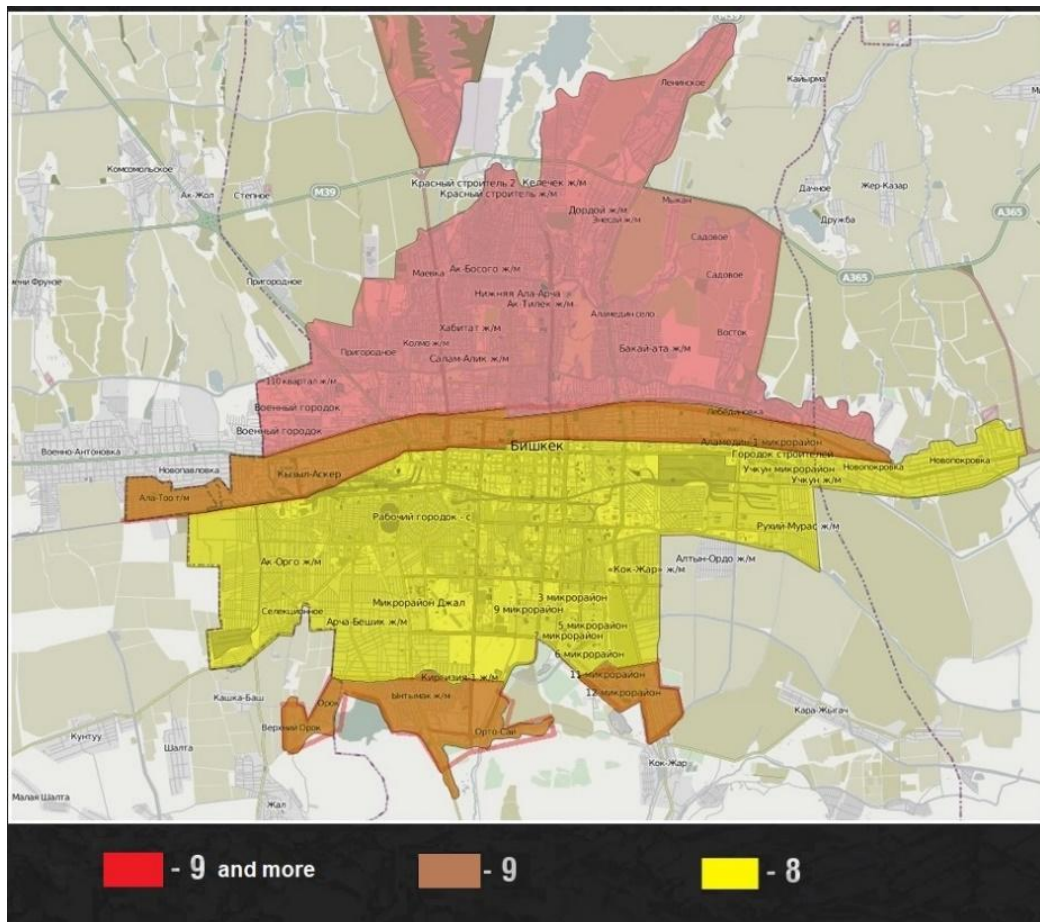 Ленинское
Кайырма
Комсомольское
Ак-Жол
Степное
M39
Красный строитель 2
Келечек ж/м
Красный строитель ж/м
Дачное
Жер-Казар
Мыкан
Дордой ж/м
Энесай ж/м
Дружба
A365
Садовое
Маевка
Ак-Босого ж/м
Садовое
A365
Пригородное
Нижняя Ала-Арча
Ак-Тилек ж/м
Аламедин село
Хабитат ж/м
Восток
Колмо ж/м
Пригородное
Салам-Алик ж/м
Бакай-ата ж/м
110 квартал ж/м
Военный городок
Лебединовка
Военный городок
Аламедин-1 микрорайон
Бишкек
Военно-Антоновка
Городок строителей
Новопавловка
Кызыл-Аскер
Учкун микрорайон
Новопокровка
Новопокровка
Учкун ж/м
Ала-Тоо т/м
Рабочий городок - с
Рухий-Мурас ж/м
Ак-Орго ж/м
«Кок-Жар» ж/м
Алтын-Ордо ж/м
3 микрорайон
Микрорайон Джал
9 микрорайон
Селекционное
Арча-Бешик ж/м
5 микрорайон
7 микрорайон
6 микрорайон
Киргизия-1 ж/м
11 микрорайон
Кашка-Баш
Ынтымак ж/м
12 микрорайон
Орок
Верхний Орок
Орто-Сай
Кара-Жыгач
Кунтуу
Шалта
Кок-Жар
Малая Шалта
Жал
- 9 and more
- 9
- 8